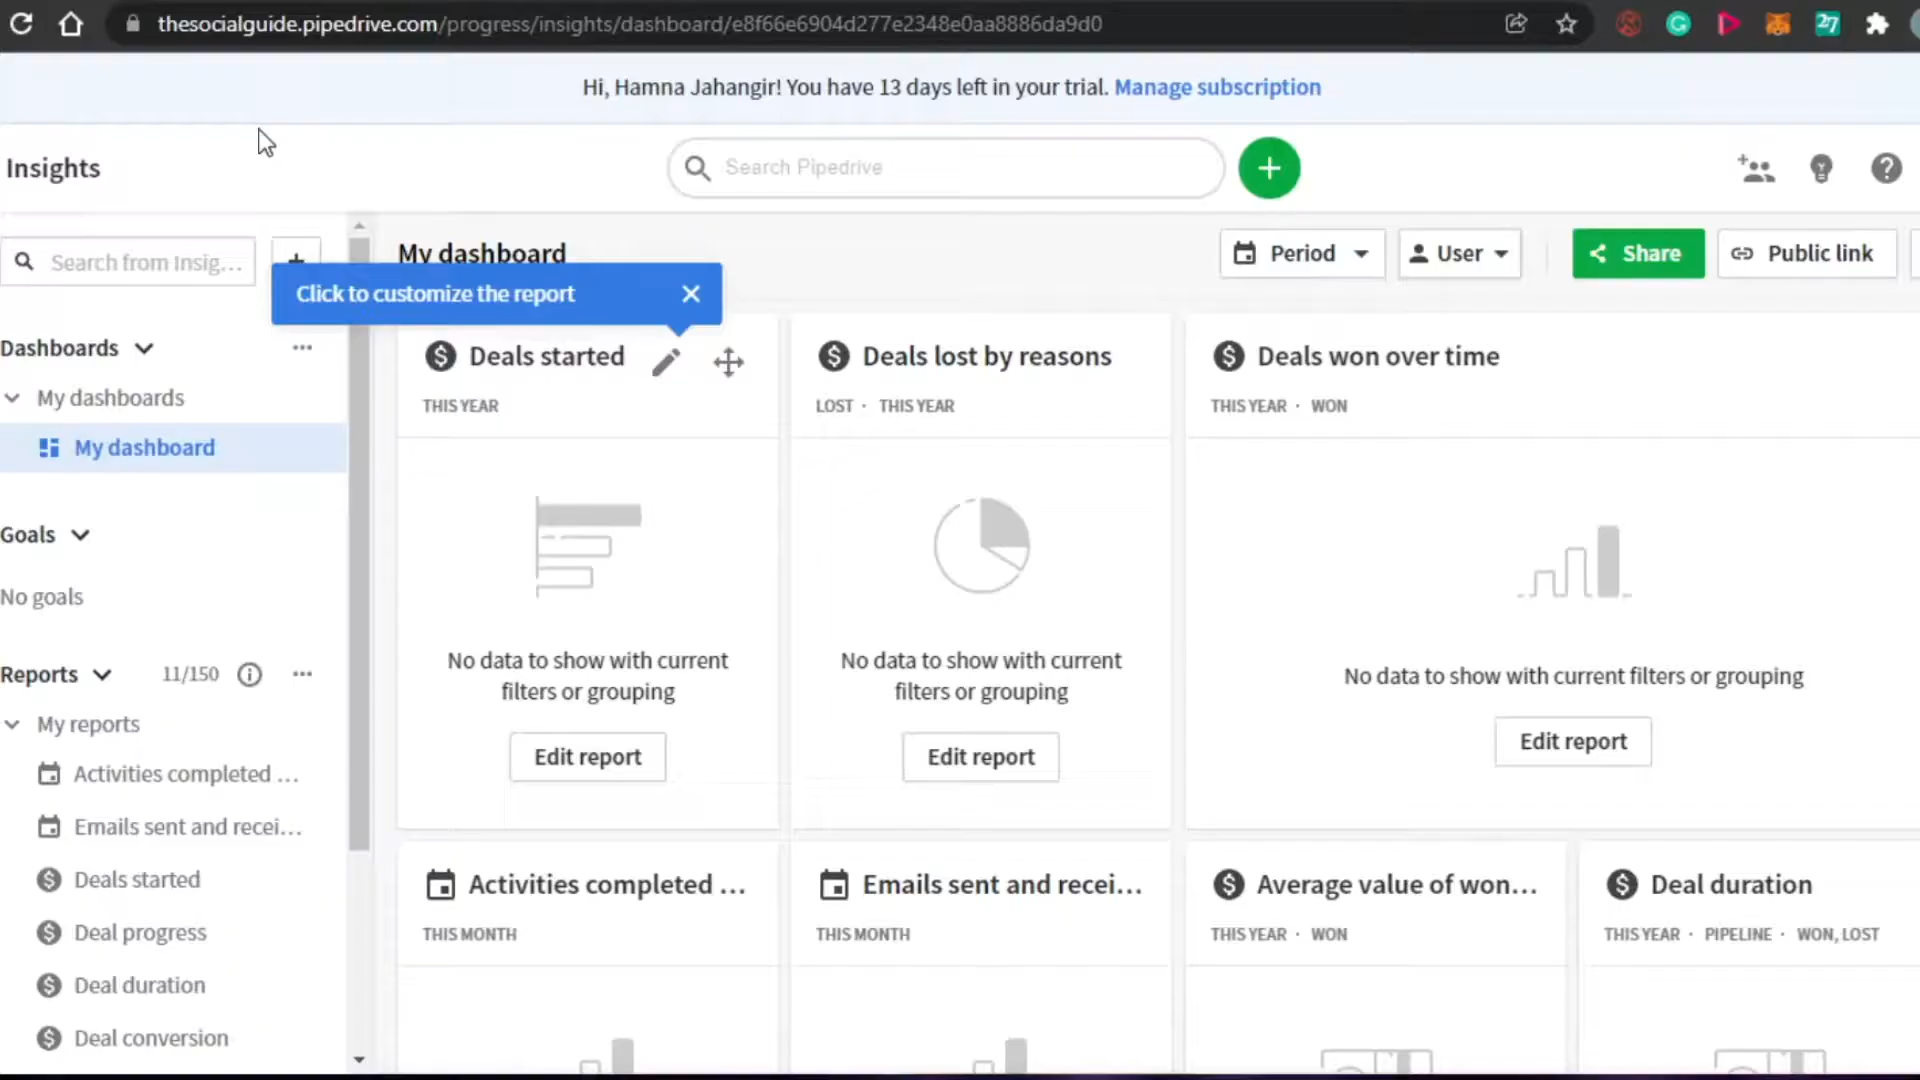 thesocialguide.pipedrive.com/progress/insights/dashboard/e8f66e6904d277e2348e0aa8886da9d0
27
Hi, Hamna Jahangir! You have 13 days left in your trial. Manage subscription
Insights
Search Pipedrive
Search from Insig...
My dashboard
Period
User
Share
Public link
Click to customize the report
Dashboards
My dashboards
My dashboard
Goals
No goals
Reports 11/150
My reports
Activities completed ...
Emails sent and recei...
Deals started
Deal progress
Deal duration
Deal conversion
Deals started
THIS YEAR
No data to show with current
filters or grouping
Edit report
Deals lost by reasons
LOST · THIS YEAR
No data to show with current
filters or grouping
Edit report
Deals won over time
THIS YEAR · WON
No data to show with current filters or grouping
Edit report
Activities completed ...
THIS MONTH
Emails sent and recei...
THIS MONTH
Average value of won...
THIS YEAR · WON
Deal duration
THIS YEAR · PIPELINE · WON, LOST